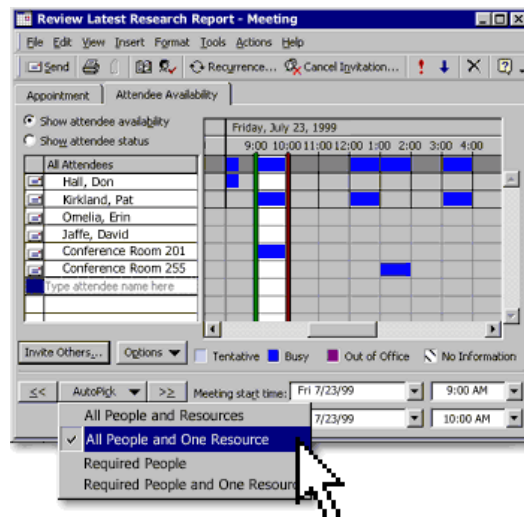 Review Latest Research Report - Meeting
File Edit View Insert Format Tools Actions Help
Send Recurrence... Cancel Invitation...
Appointment Attendee Availability
Show attendee availability
Show attendee status
Friday, July 23, 1999
9:00 10:00 11:00 12:00 1:00 2:00 3:00 4:00
All Attendees
Hall, Don
Kirkland, Pat
Omelia, Erin
Jaffe, David
Conference Room 201
Conference Room 255
Type attendee name here
Invite Others... Options Tentative Busy Out of Office No Information
<< AutoPick >> Meeting start time: Fri 7/23/99 9:00 AM
7/23/99 10:00 AM
All People and Resources
All People and One Resource
Required People
Required People and One Resour